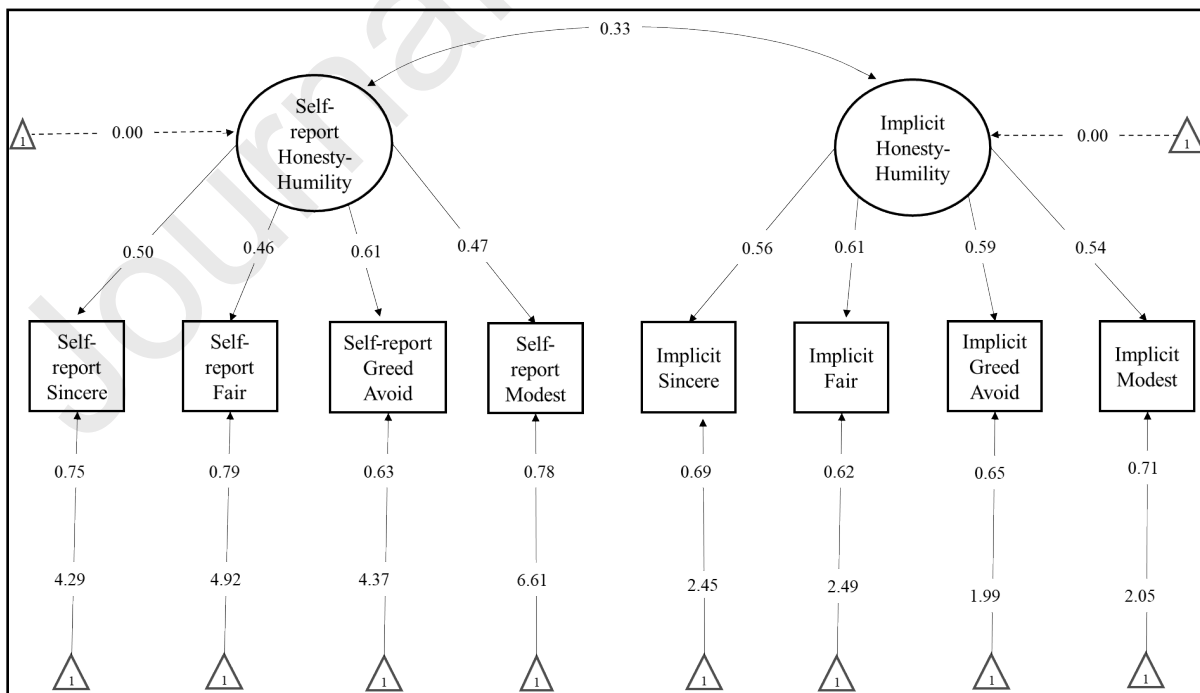 Journal
0.33
Self-
report
Honesty-
Humility
Implicit
Honesty-
Humility
1
0.00
0.00
1
0.50
0.46
0.61
0.47
0.56
0.61
0.59
0.54
Self-
report
Sincere
Self-
report
Fair
Self-report
Greed
Avoid
Self-
report
Modest
Implicit
Sincere
Implicit
Fair
Implicit
Greed
Avoid
Implicit
Modest
0.75
0.79
0.63
0.78
0.69
0.62
0.65
0.71
4.29
4.92
4.37
6.61
2.45
2.49
1.99
2.05
1
1
1
1
1
1
1
1